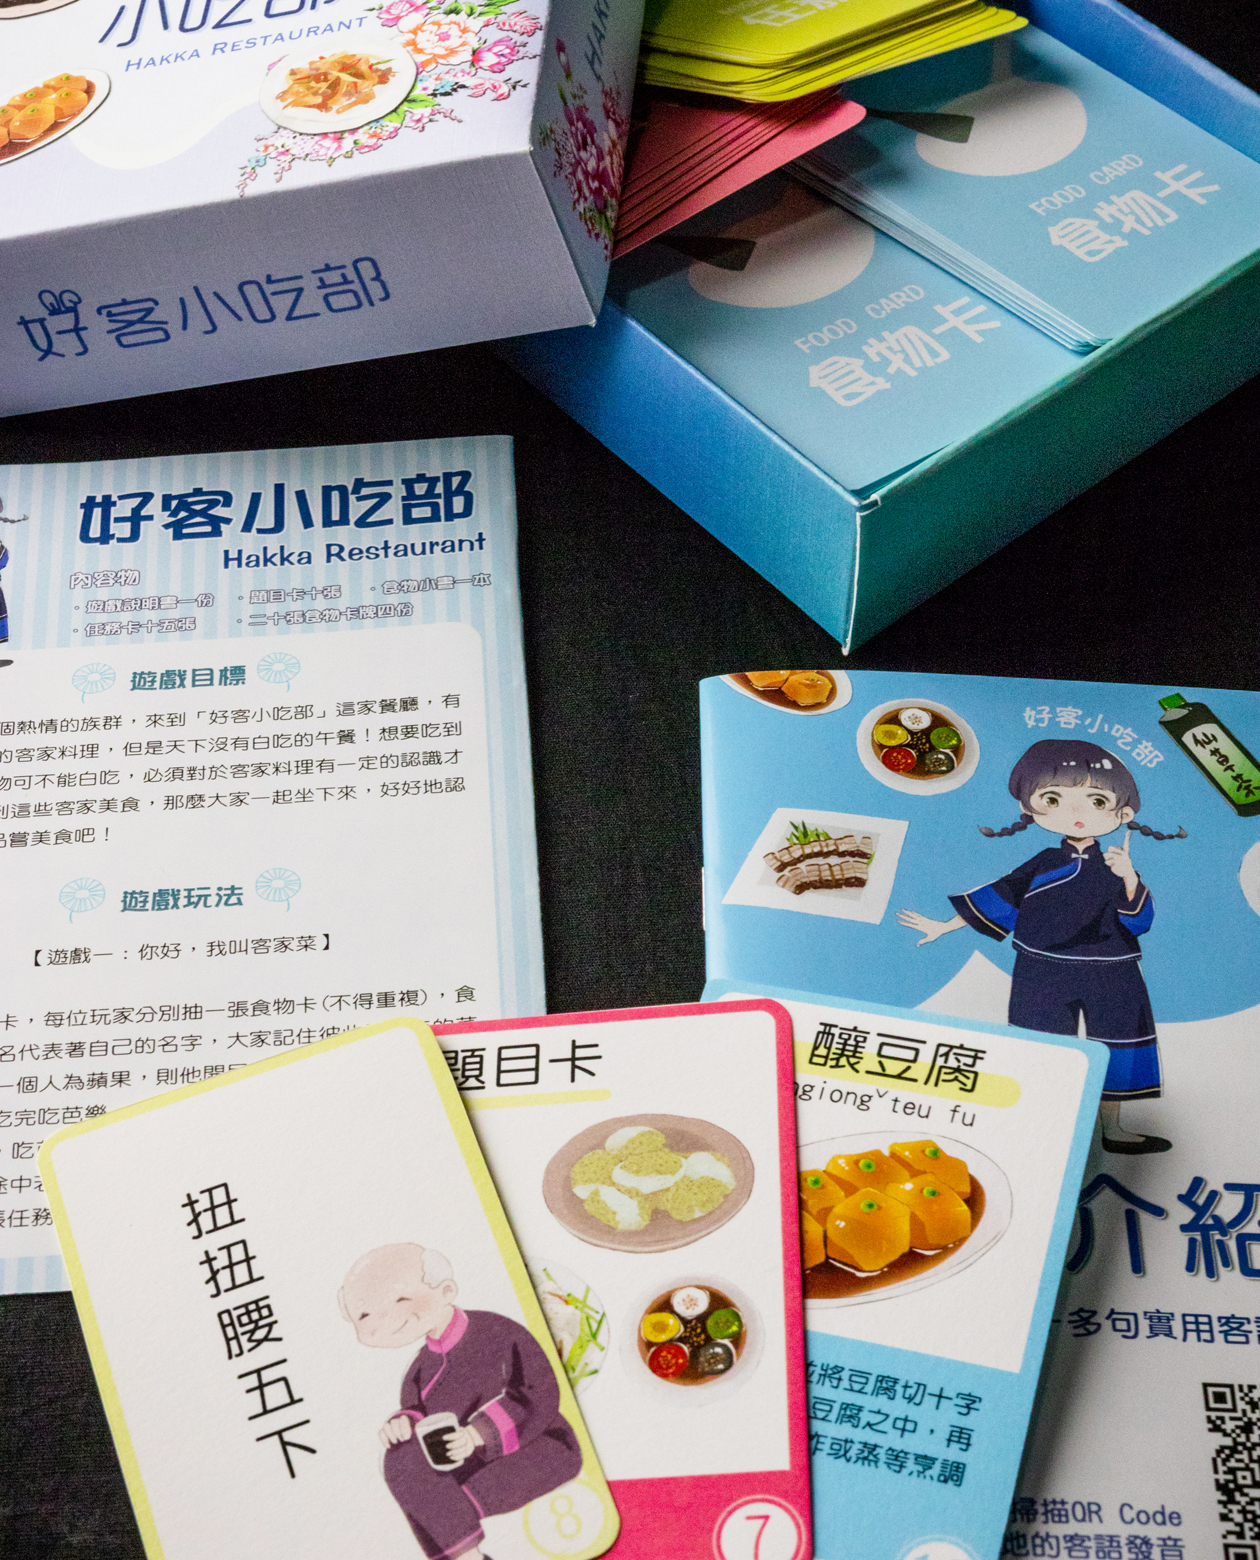 小吃部
HAKKA RESTAURANT
好客小吃部
FOOD CARD
食物卡
FOOD CARD
食物卡
好客小吃部
Hakka Restaurant
內容物
·遊戲說明書一份
·題目卡十張
·食物小書一本
·任務卡十五張
·二十張食物卡牌四份
遊戲目標
個熱情的族群，來到「好客小吃部」這家餐廳，有
的客家料理，但是天下沒有白吃的午餐！想要吃到
物可不能白吃，必須對於客家料理有一定的認識才
到這些客家美食，那麼大家一起坐下來，好好地認
品嘗美食吧！
遊戲玩法
【遊戲一：你好，我叫客家菜】
卡，每位玩家分別抽一張食物卡(不得重複)，食
名代表著自己的名字，大家記住彼此
一個人為蘋果，則他開
吃完吃芭樂
，吃
途中
任務
好客小吃部
仙草
介紹
多句實用客
掃描QR Code
地的客語發音
扭扭腰五下
8
題目卡
7
釀豆腐
giongˇteu fu
將豆腐切十字
豆腐之中，再
炸或蒸等烹調